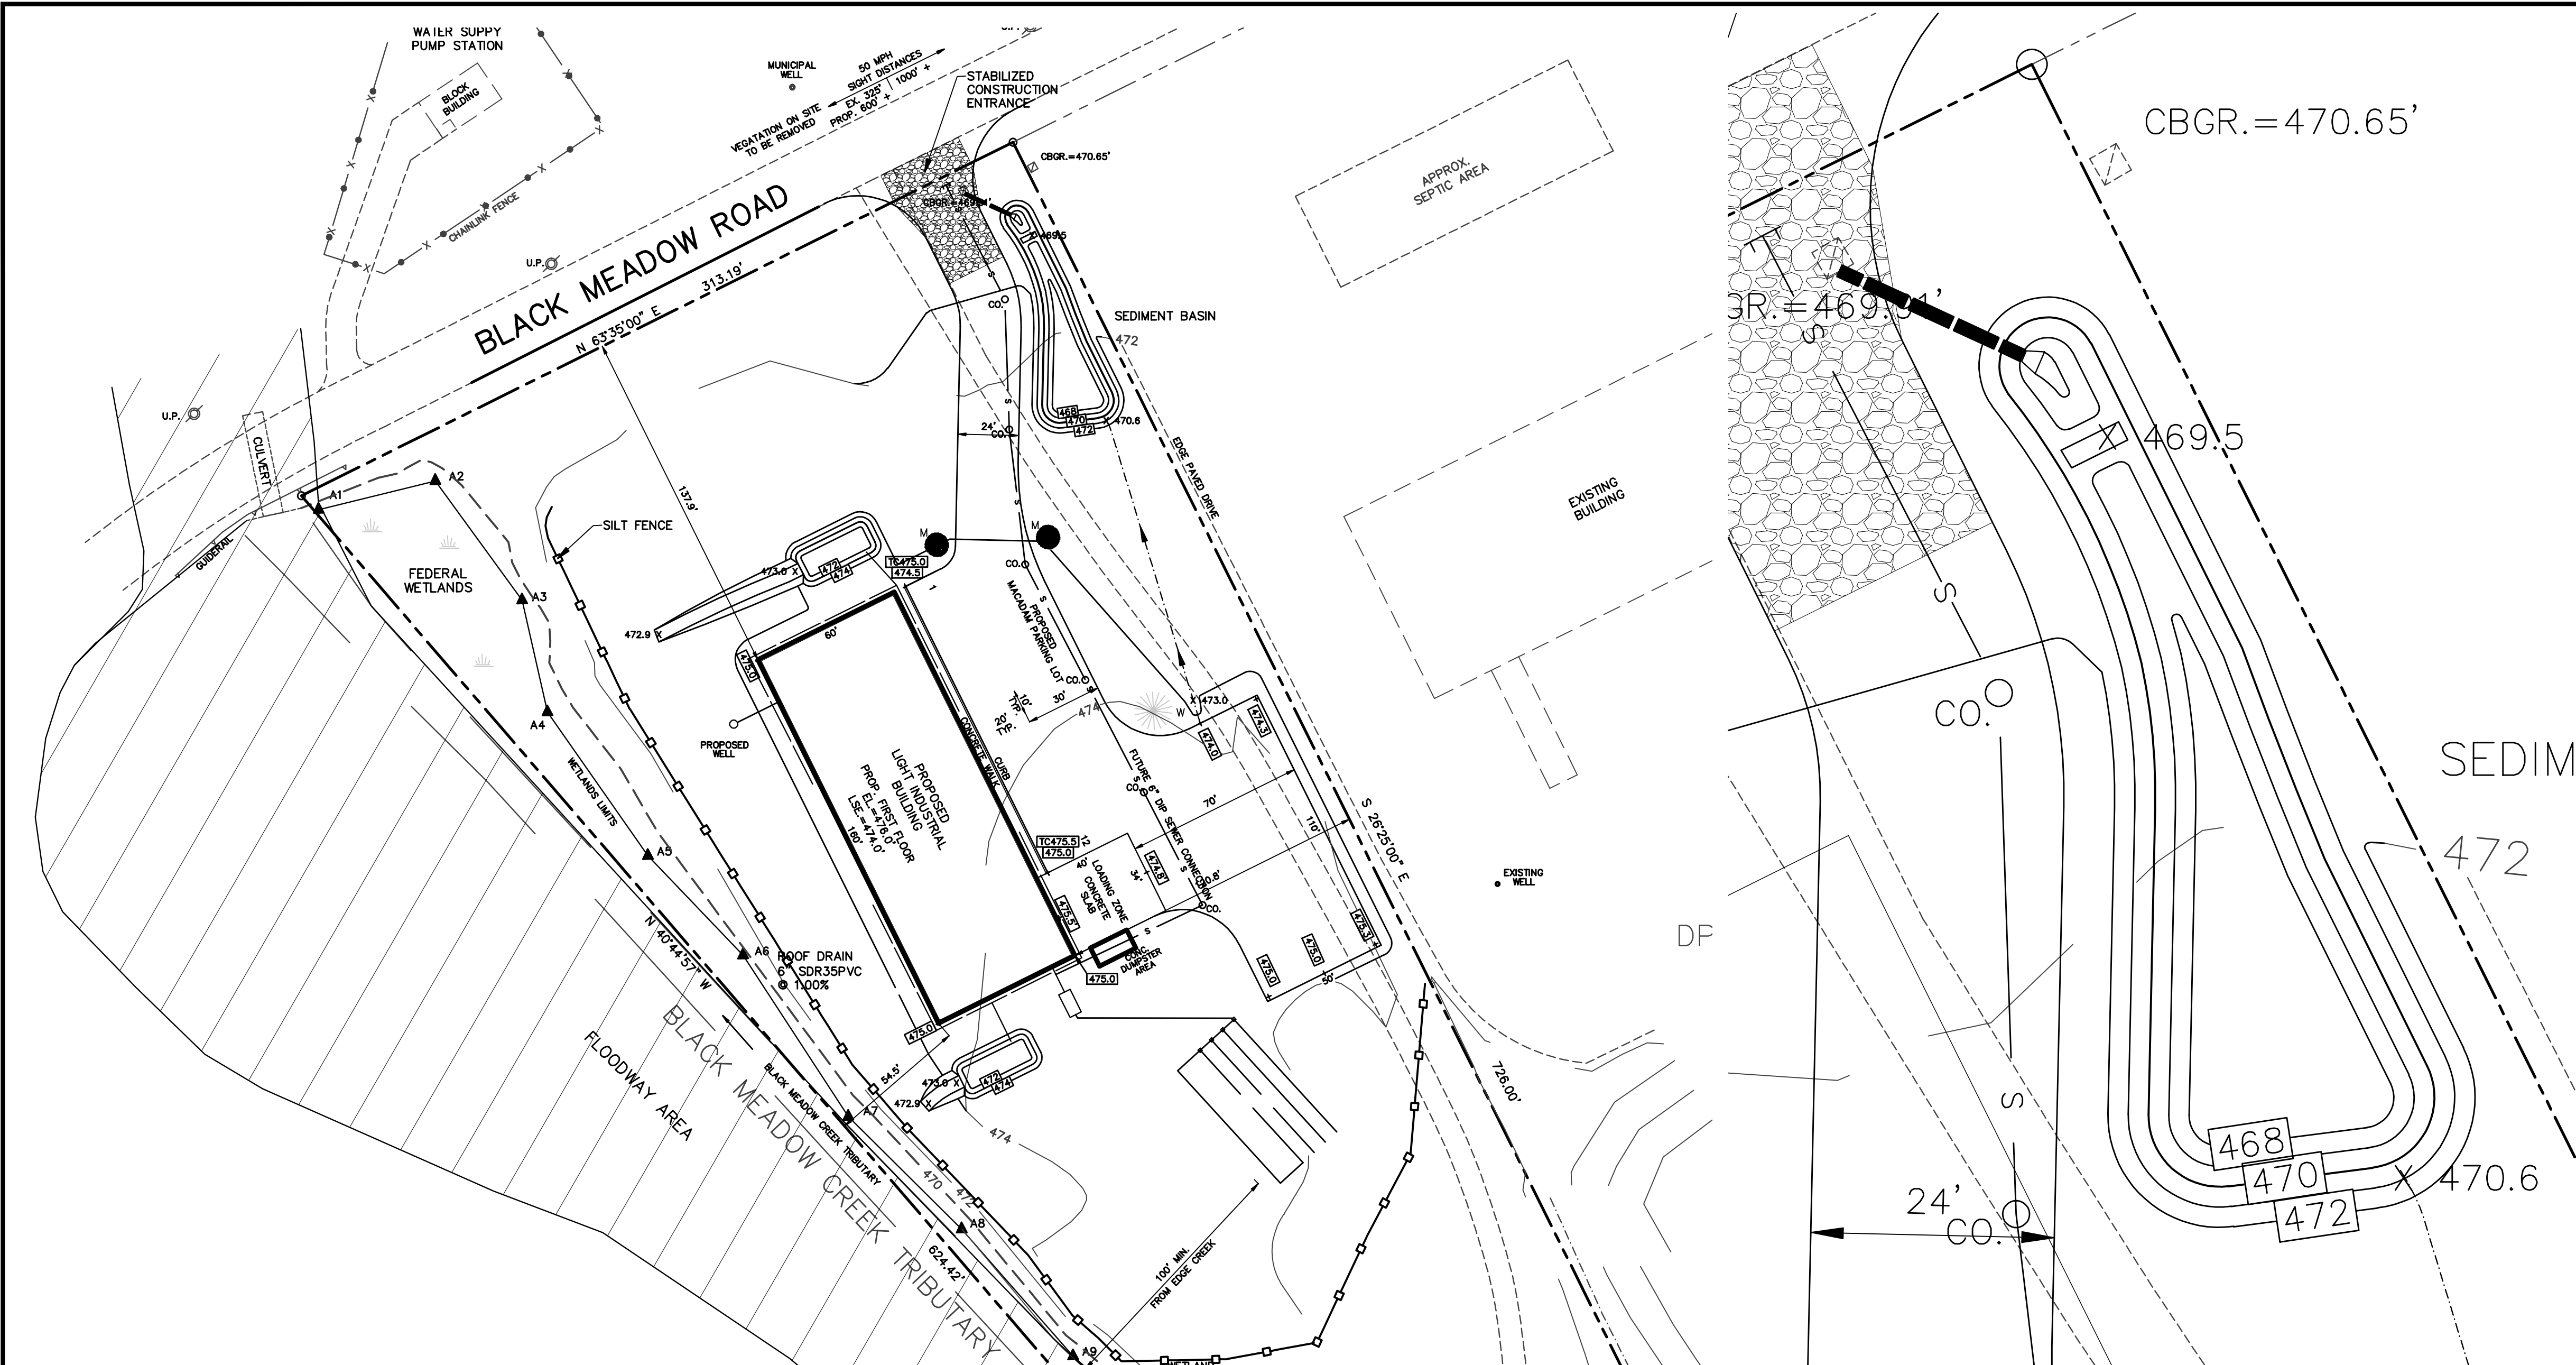 WATER SUPPY
PUMP STATION
BLOCK
BUILDING
CHAINLINK FENCE
MUNICIPAL
WELL
50 MPH
SIGHT DISTANCES
EX. 325'
1000' +
PROP. 600' +
VEGATATION ON SITE
TO BE REMOVED
STABILIZED
CONSTRUCTION
ENTRANCE
CBGR.=470.65'
469.5
APPROX.
SEPTIC AREA
U.P.
BLACK MEADOW ROAD
N 63°35'00" E
313.19'
CO.
SEDIMENT BASIN
472
468
470
472
470.6
24'
CO.
U.P.
CULVERT
A1
A2
GUIDERAIL
FEDERAL
WETLANDS
SILT FENCE
137.9'
A3
A4
EDGE PAVED DRIVE
EXISTING
BUILDING
M
M
TC475.0
474.5
473.0 X
472
474
472.9 X
CO.
PROPOSED
MACADAM PARKING LOT
60'
475.0
CO.
30'
10'
TYP.
20'
TYP.
474
W
X 473.0
474.3
474.0
PROPOSED
WELL
CONCRETE WALK
CURB
PROPOSED
LIGHT INDUSTRIAL
BUILDING
PROP. FIRST FLOOR
EL.=476.0'
LSE.=474.0'
160'
FUTURE 6" DIP SEWER CONNECTION
CO.
70'
110'
S 26°25'00" E
WETLANDS LIMITS
A5
TC475.5
475.0
12
40'
LOADING ZONE
CONCRETE
SLAB
34'
474.8'
475.5'
CO.
EXISTING
WELL
A6
ROOF DRAIN
6" SDR35PVC
@ 1.00%
N 40°44'57" W
CONC.
DUMPSTER
AREA
475.0
475.0
475.0
475.3
50'
475.0
FLOODWAY AREA
BLACK MEADOW CREEK TRIBUTARY
BLACK MEADOW CREEK TRIBUTARY
54.5'
473.0 X
472.9 X
472
474
A7
474
470
472
A8
624.42'
726.00'
100' MIN.
FROM EDGE CREEK
A9
WETLAND
CBGR.=470.65'
469.5
CO.
SEDIM
472
DP
468
470
472
470.6
24'
CO.